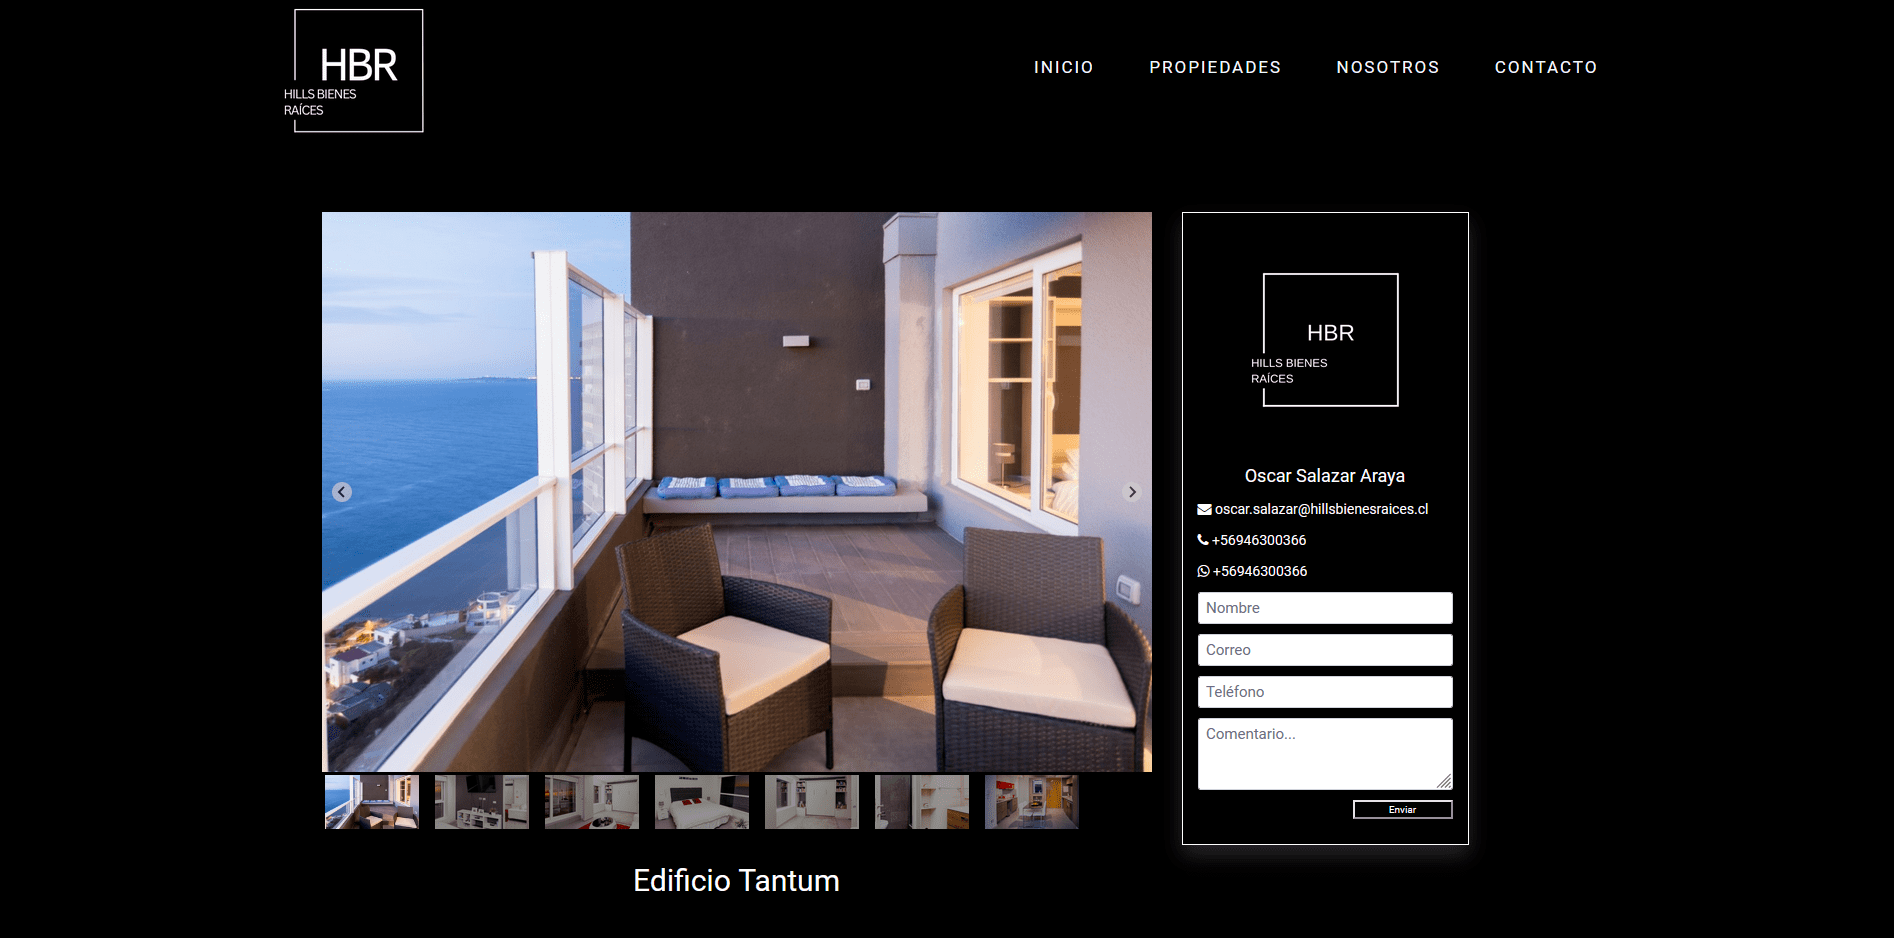 HBR
HILLS BIENES
RAÍCES
INICIO PROPIEDADES NOSOTROS CONTACTO
HBR
HILLS BIENES
RAÍCES
Oscar Salazar Araya
oscar.salazar@hillsbienesraices.cl
+56946300366
+56946300366
Nombre
Correo
Teléfono
Comentario...
Enviar
Edificio Tantum